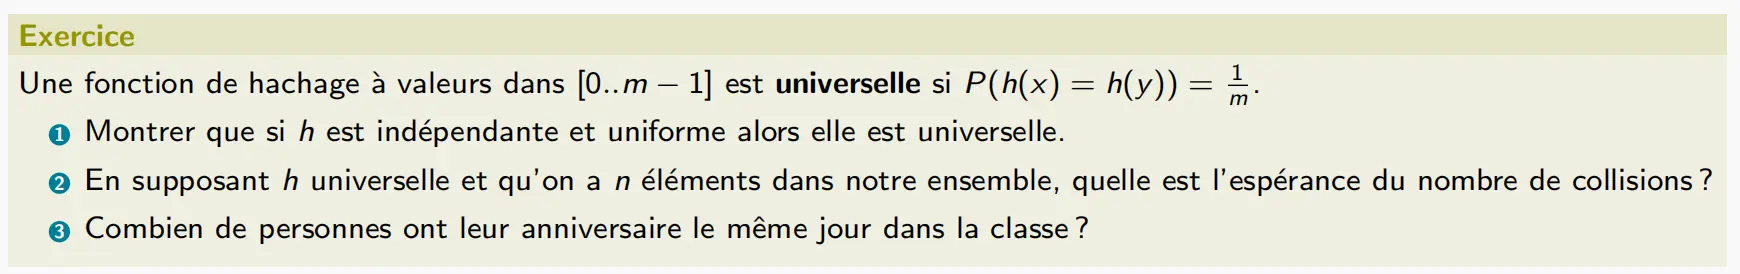 Exercice
Une fonction de hachage à valeurs dans [0..m − 1] est universelle si P(h(x) = h(y)) = 1/m.
1 Montrer que si h est indépendante et uniforme alors elle est universelle.
2 En supposant h universelle et qu'on a n éléments dans notre ensemble, quelle est l'espérance du nombre de collisions ?
3 Combien de personnes ont leur anniversaire le même jour dans la classe ?